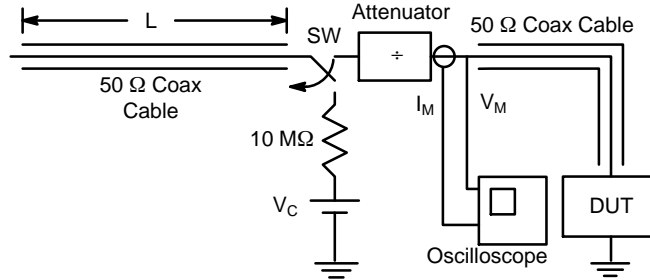 L
SW
Attenuator
÷
50 Ω Coax Cable
50 Ω Coax
Cable
I_M
V_M
10 MΩ
V_C
DUT
Oscilloscope